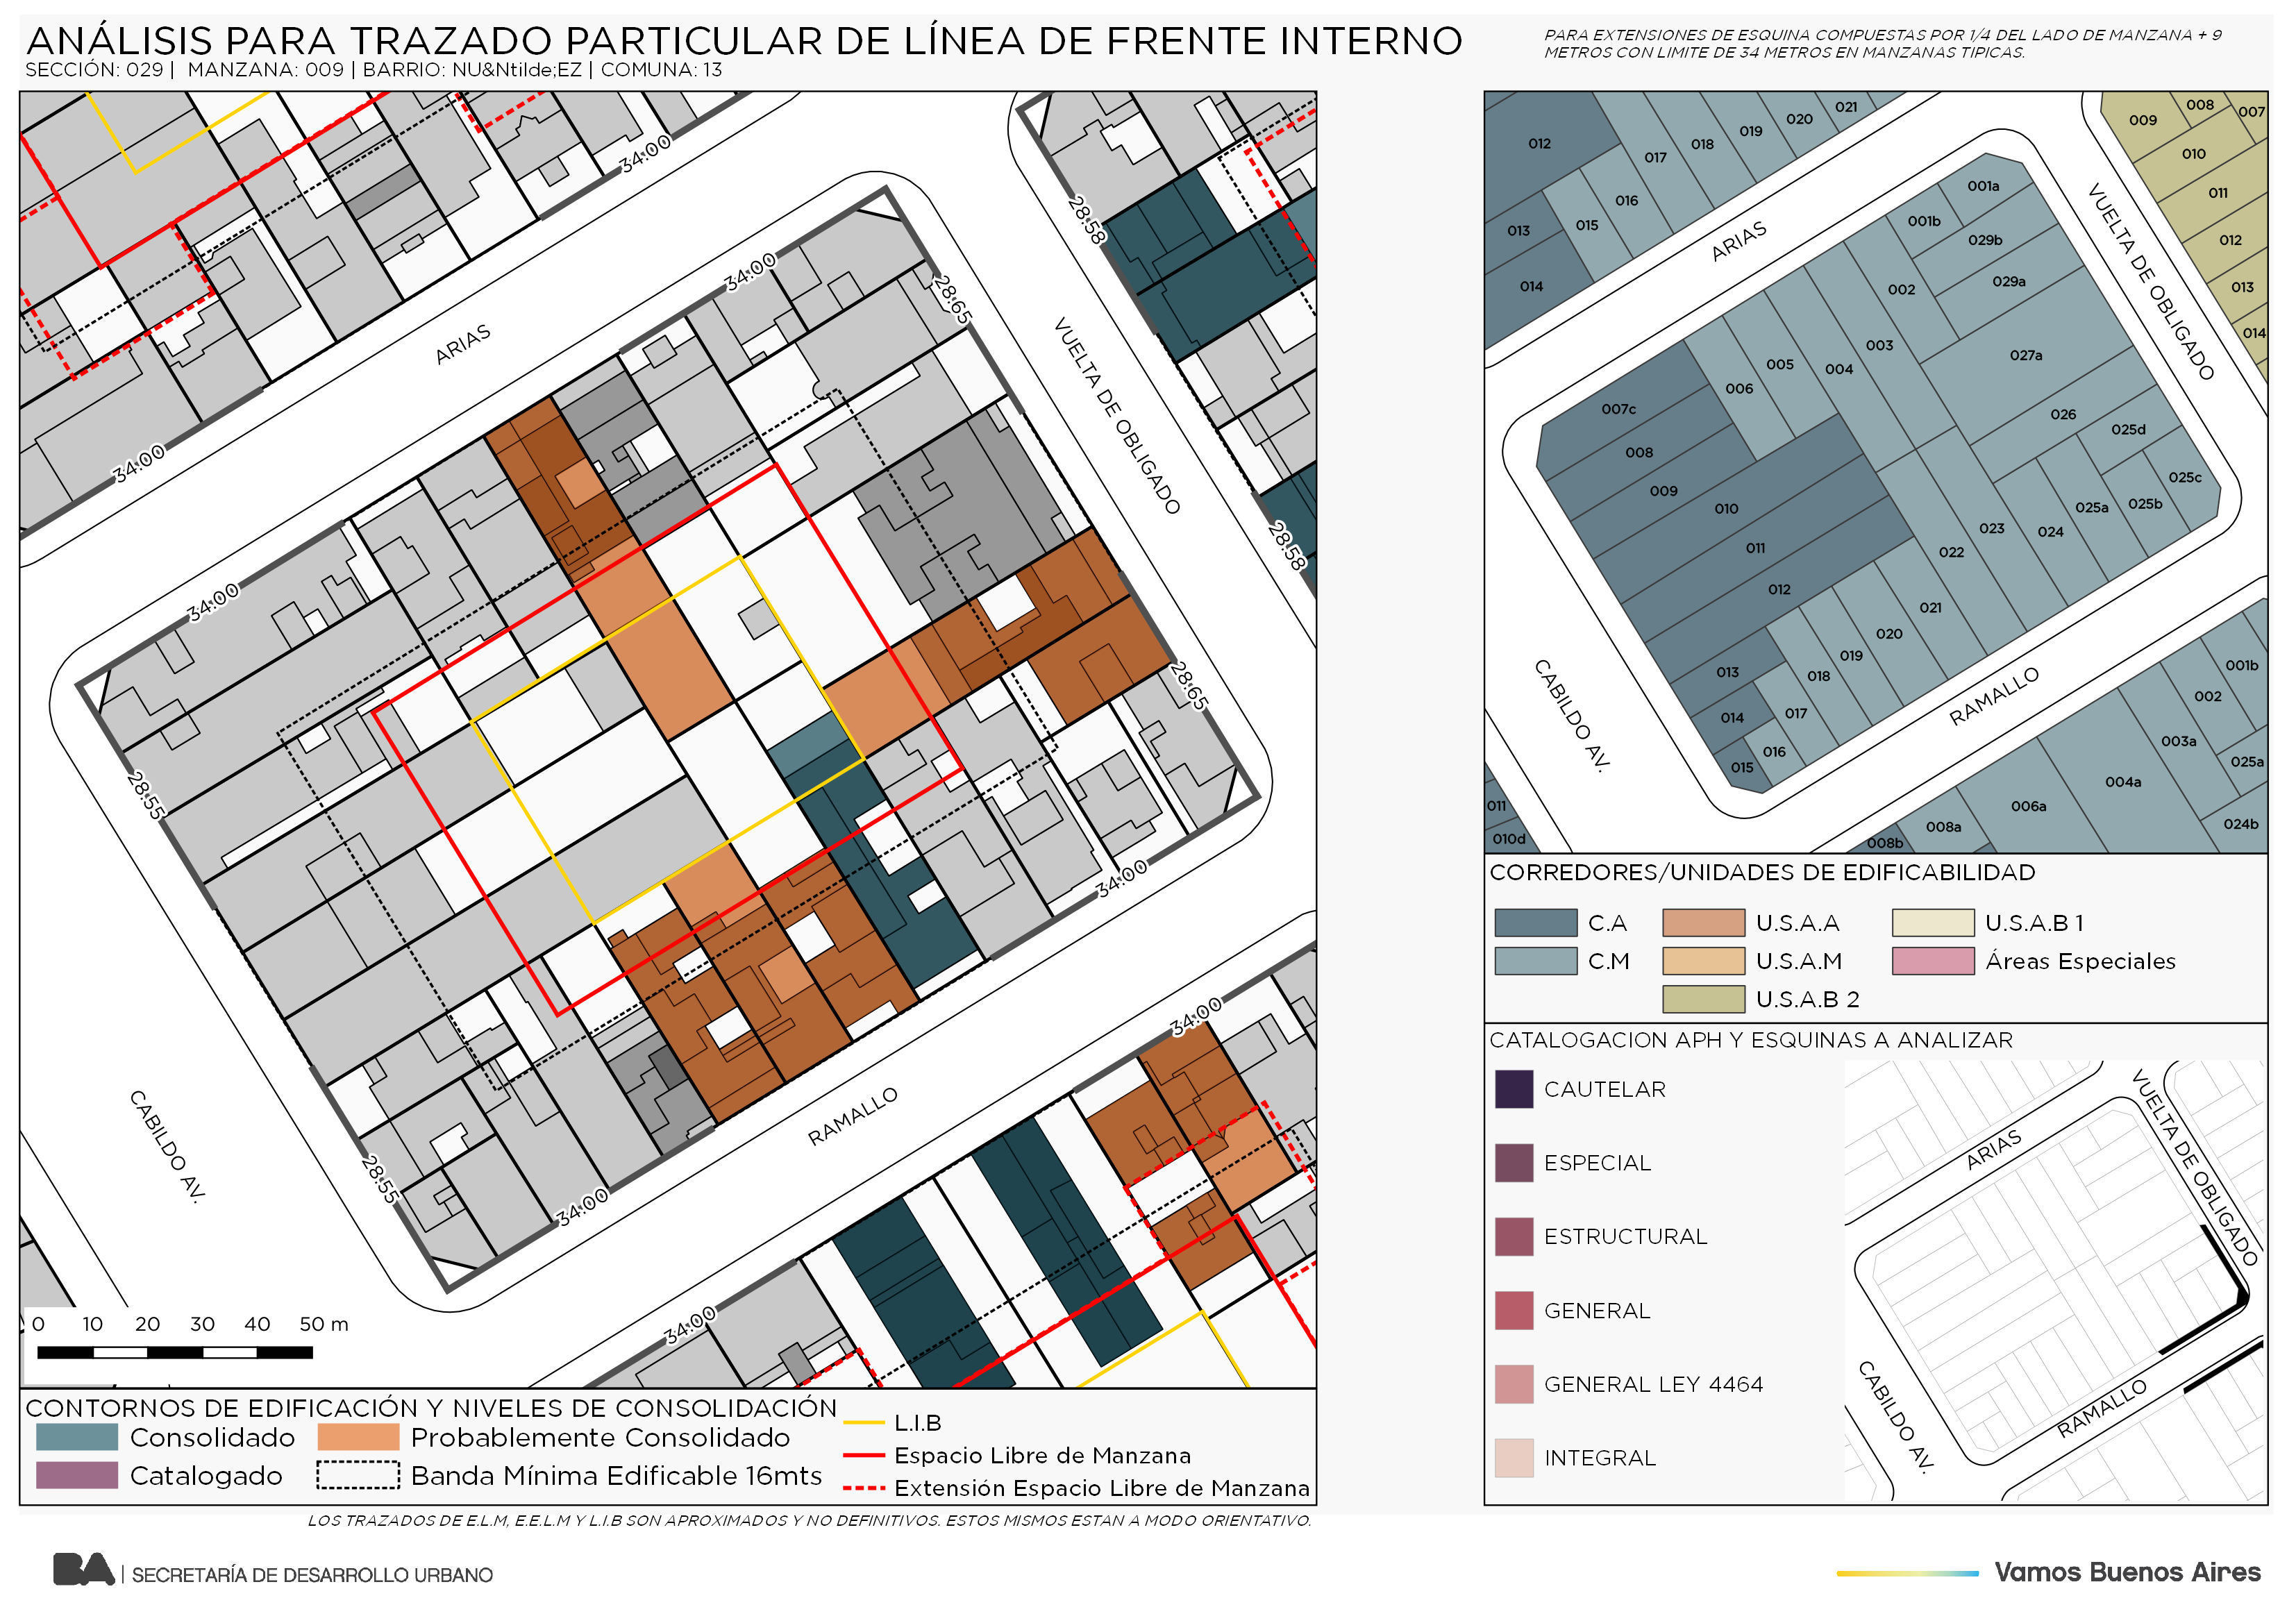 ANÁLISIS PARA TRAZADO PARTICULAR DE LÍNEA DE FRENTE INTERNO
SECCIÓN: 029 | MANZANA: 009 | BARRIO: NU&Ntilde;EZ | COMUNA: 13
PARA EXTENSIONES DE ESQUINA COMPUESTAS POR 1/4 DEL LADO DE MANZANA + 9
METROS CON LIMITE DE 34 METROS EN MANZANAS TIPICAS.
34:00
28:58
34:00
28:65
ARIAS
VUELTA DE OBLIGADO
34:00
28:58
34:00
28:65
28:55
34:00
34:00
RAMALLO
CABILDO AV.
28:55
34:00
34:00
0 10 20 30 40 50 m
CONTORNOS DE EDIFICACIÓN Y NIVELES DE CONSOLIDACIÓN
Consolidado
Probablemente Consolidado
Catalogado
Banda Mínima Edificable 16mts
L.I.B
Espacio Libre de Manzana
Extensión Espacio Libre de Manzana
LOS TRAZADOS DE E.L.M, E.E.L.M Y L.I.B SON APROXIMADOS Y NO DEFINITIVOS. ESTOS MISMOS ESTAN A MODO ORIENTATIVO.
012
017
018
019
020
021
016
015
013
014
009
008
007
010
011
012
013
014
ARIAS
VUELTA DE OBLIGADO
001a
001b
029b
029a
002
003
004
005
006
027a
026
007c
008
009
010
011
012
025d
025c
025b
025a
024
023
022
021
020
019
018
013
014
017
016
015
CABILDO AV.
RAMALLO
011
010d
008b
008a
006a
004a
003a
002
001b
025a
024b
CORREDORES/UNIDADES DE EDIFICABILIDAD
C.A
U.S.A.A
U.S.A.B 1
C.M
U.S.A.M
Áreas Especiales
U.S.A.B 2
CATALOGACION APH Y ESQUINAS A ANALIZAR
CAUTELAR
ESPECIAL
ESTRUCTURAL
GENERAL
GENERAL LEY 4464
INTEGRAL
ARIAS
VUELTA DE OBLIGADO
CABILDO AV.
RAMALLO
BA | SECRETARÍA DE DESARROLLO URBANO
Vamos Buenos Aires